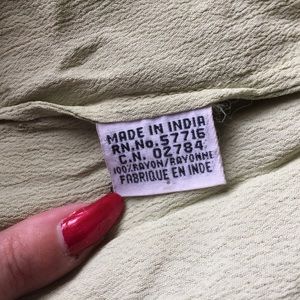 MADE IN INDIA
RN.No. 57716
C.N. 02784
100% RAYON/RAYONNE
FABRIQUE EN INDE